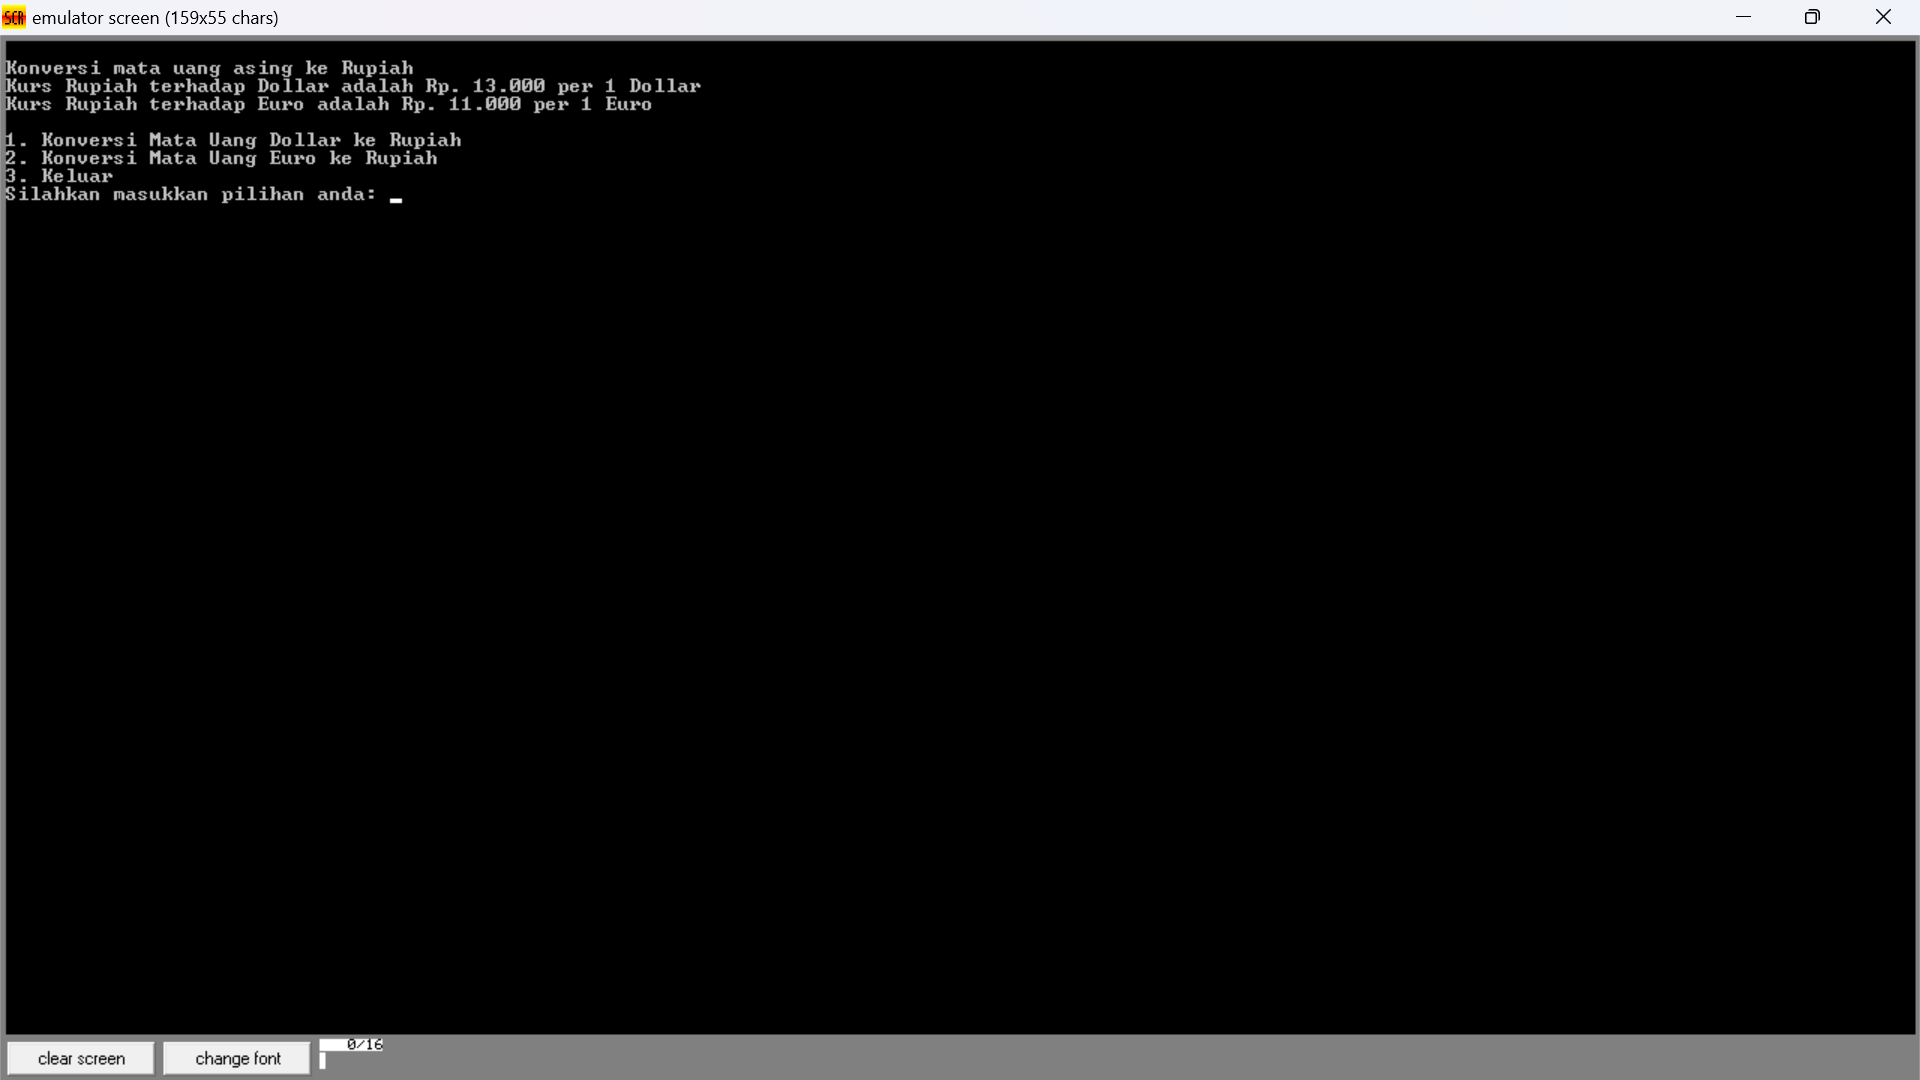 SCR emulator screen (159x55 chars)
Konversi mata uang asing ke Rupiah
Kurs Rupiah terhadap Dollar adalah Rp. 13.000 per 1 Dollar
Kurs Rupiah terhadap Euro adalah Rp. 11.000 per 1 Euro
1. Konversi Mata Uang Dollar ke Rupiah
2. Konversi Mata Uang Euro ke Rupiah
3. Keluar
Silahkan masukkan pilihan anda: _
clear screen
change font
0/16